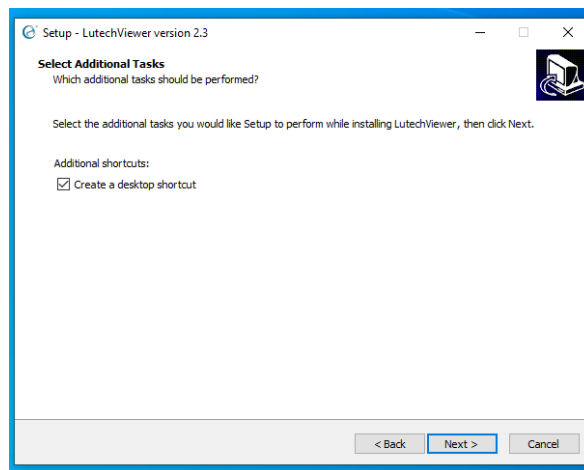 Setup - LutechViewer version 2.3
Select Additional Tasks
Which additional tasks should be performed?
Select the additional tasks you would like Setup to perform while installing LutechViewer, then click Next.
Additional shortcuts:
Create a desktop shortcut
< Back Next > Cancel